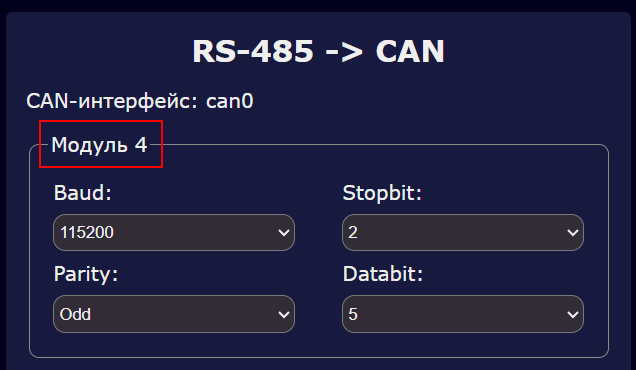 RS-485 -> CAN
CAN-интерфейс: can0
Модуль 4
Baud: Stopbit:
115200 2
Parity: Databit:
Odd 5